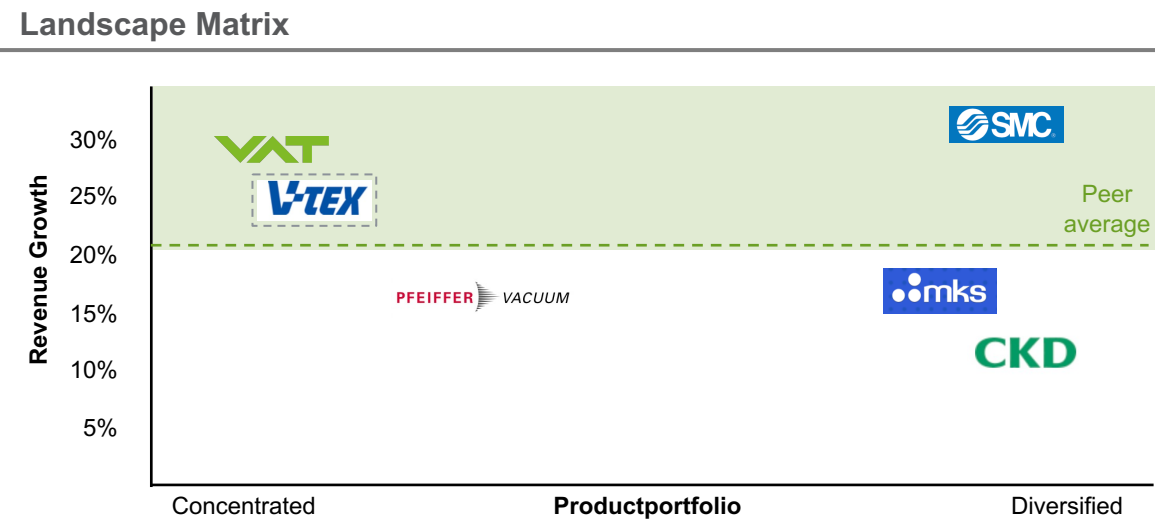 Landscape Matrix
30%
25%
20%
15%
10%
5%
Revenue Growth
VAT
V-TEX
SMC
Peer
average
PFEIFFER VACUUM
mks
CKD
Concentrated
Productportfolio
Diversified